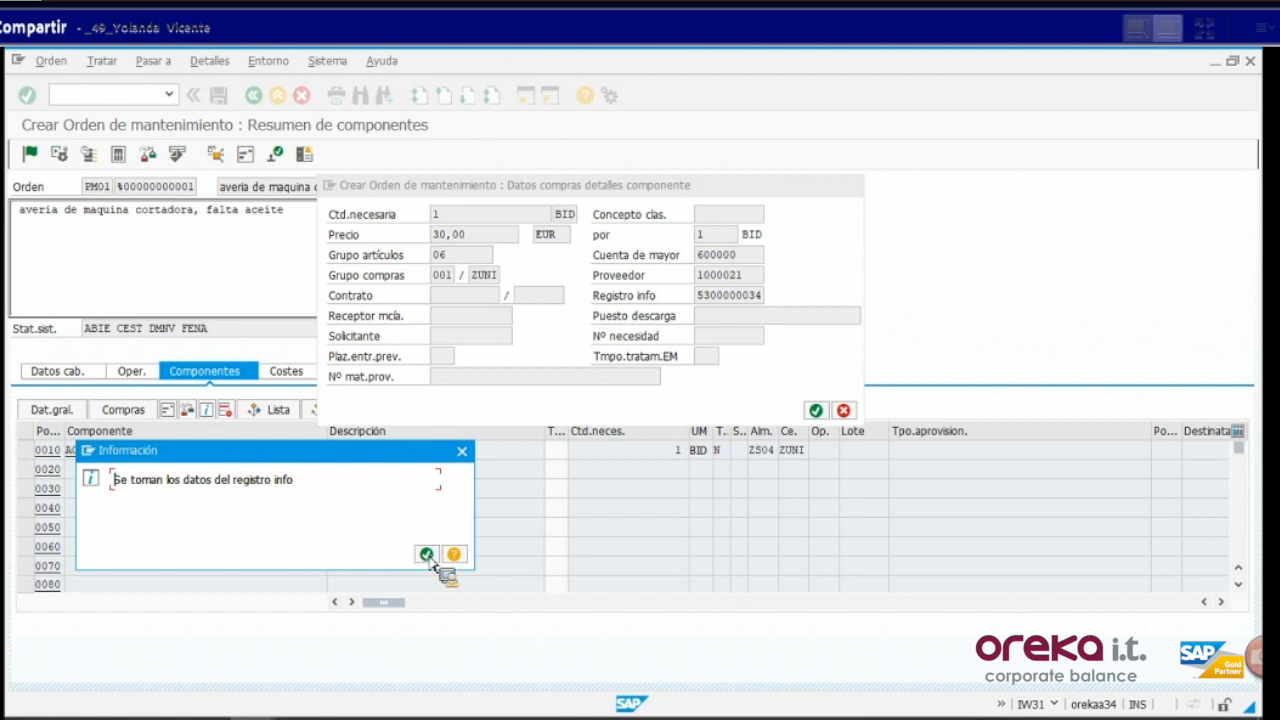 Compartir - _49_Yolanda Vicente
Orden Tratar Pasar a Detalles Entorno Sistema Ayuda
Crear Orden de mantenimiento : Resumen de componentes
Orden PM01 %00000000001 averia de maquina c
averia de maquina cortadora, falta aceite
Stat.sist. ABIE CEST DMNV FENA
Crear Orden de mantenimiento : Datos compras detalles componente
Ctd.necesaria 1 BID Concepto clas.
Precio 30,00 EUR por 1 BID
Grupo artículos 06 Cuenta de mayor 600000
Grupo compras 001 / ZUNI Proveedor 1000021
Contrato / Registro info 5300000034
Receptor mcía. Puesto descarga
Solicitante Nº necesidad
Plaz.entr.prev. Tmpo.tratam.EM
Nº mat.prov.
Datos cab. Oper. Componentes Costes
Dat.gral. Compras Lista
Po... Componente Descripción T... Ctd.neces. UM T. S.. Alm. Ce. Op. Lote Tpo.aprovision. Po... Destinata
0010 AC 1 BID N ZS04 ZUNI
0020
0030
0040
0050
0060
0070
0080
Información
Se toman los datos del registro info
oreka i.t.
corporate balance
SAP Gold Partner
SAP
IW31 orekaa34 INS